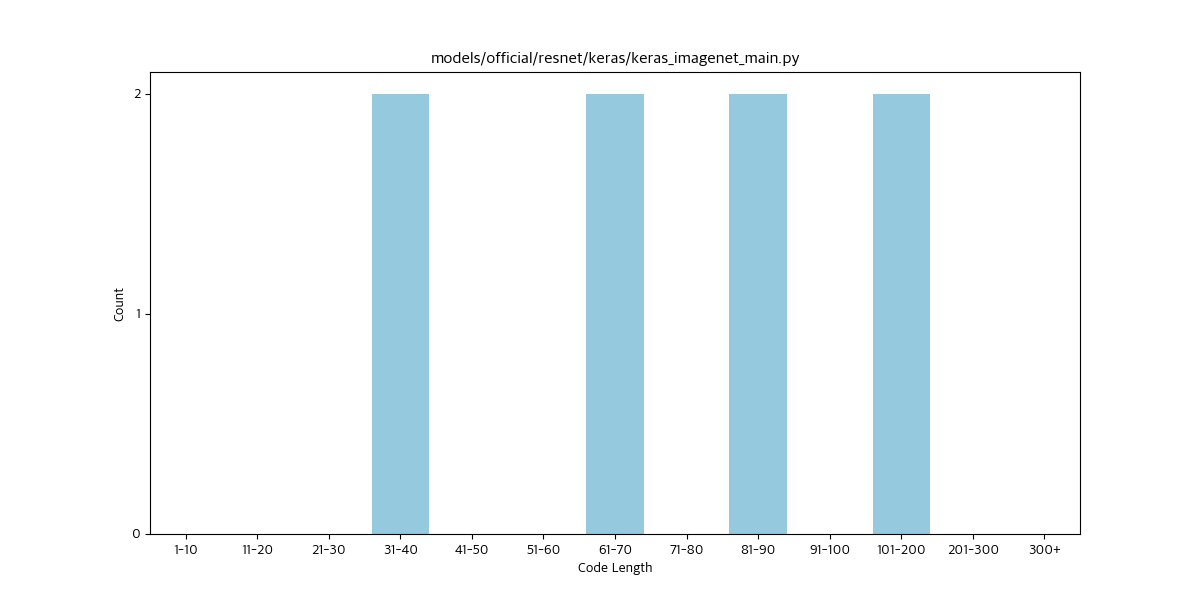 models/official/resnet/keras/keras_imagenet_main.py
2
1
0
Count
1-10 11-20 21-30 31-40 41-50 51-60 61-70 71-80 81-90 91-100 101-200 201-300 300+
Code Length